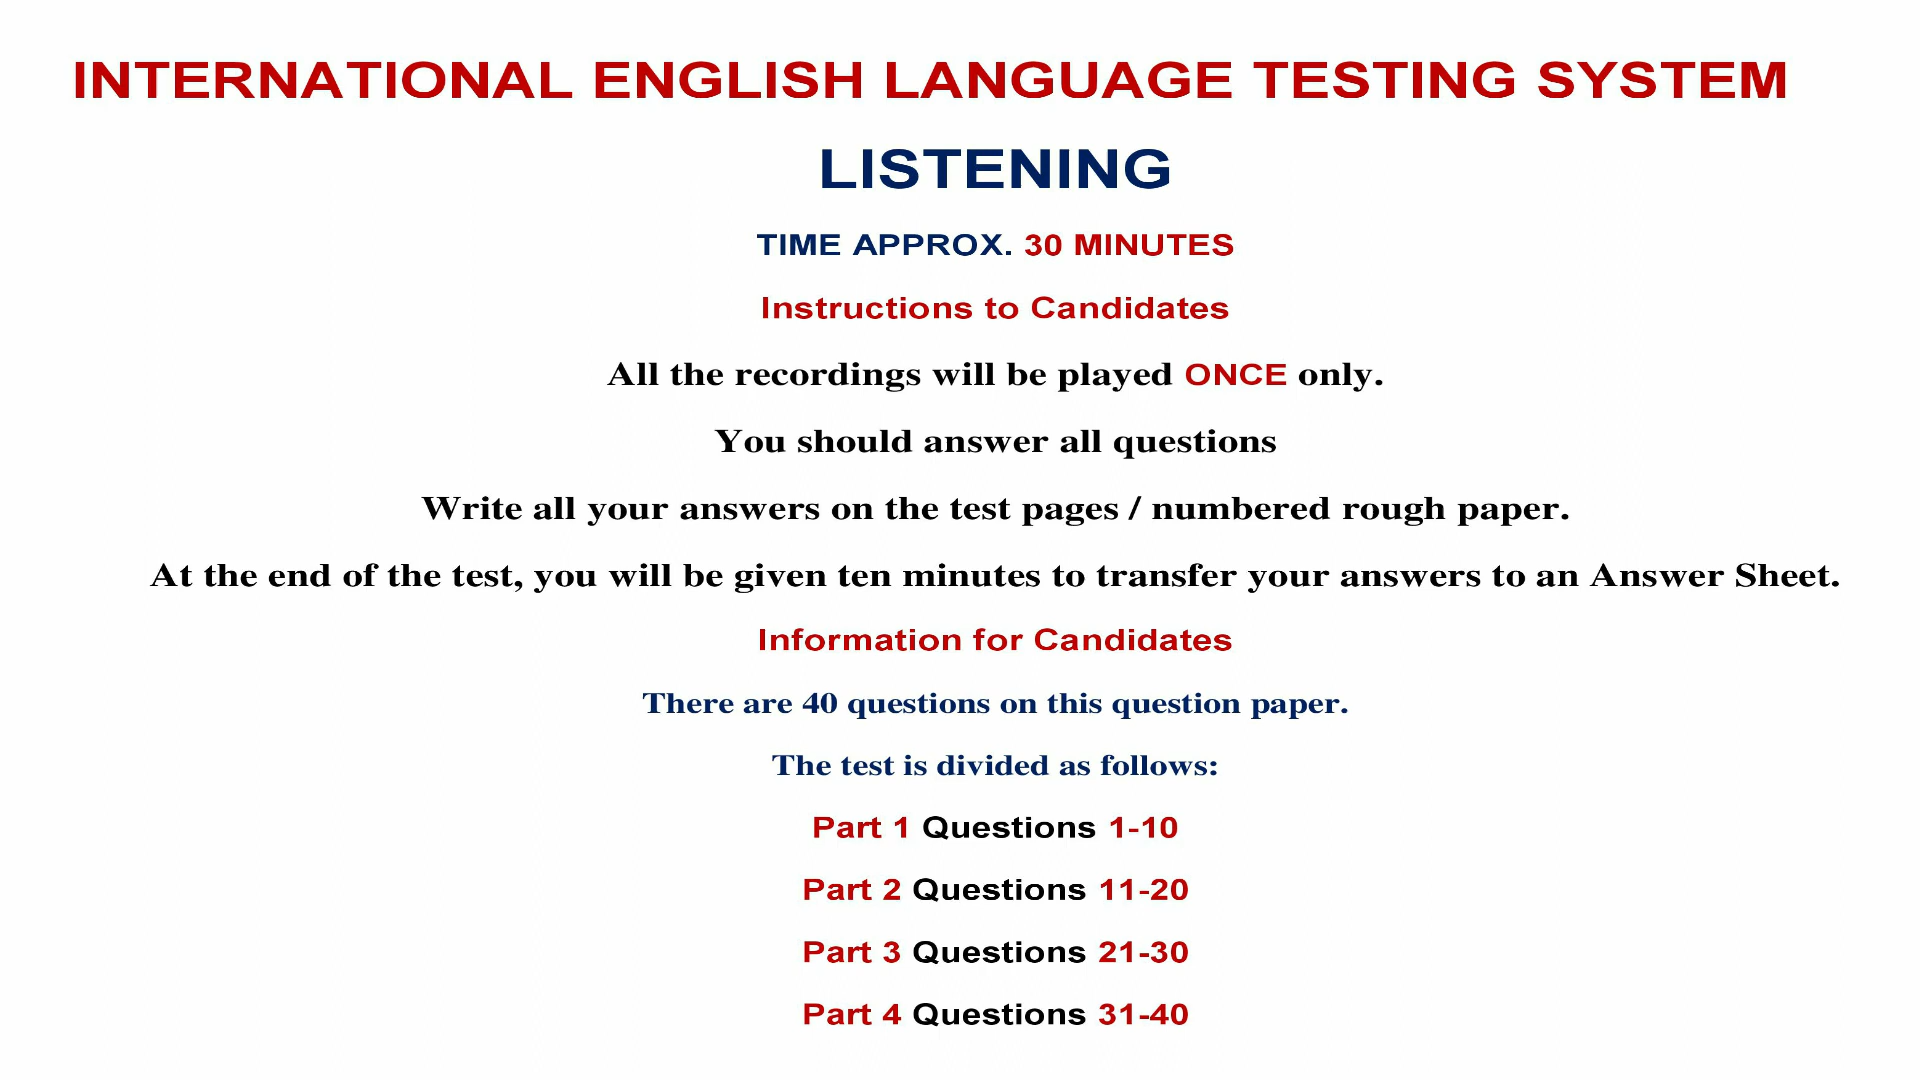 INTERNATIONAL ENGLISH LANGUAGE TESTING SYSTEM
LISTENING
TIME APPROX. 30 MINUTES
Instructions to Candidates
All the recordings will be played ONCE only.
You should answer all questions
Write all your answers on the test pages / numbered rough paper.
At the end of the test, you will be given ten minutes to transfer your answers to an Answer Sheet.
Information for Candidates
There are 40 questions on this question paper.
The test is divided as follows:
Part 1 Questions 1-10
Part 2 Questions 11-20
Part 3 Questions 21-30
Part 4 Questions 31-40